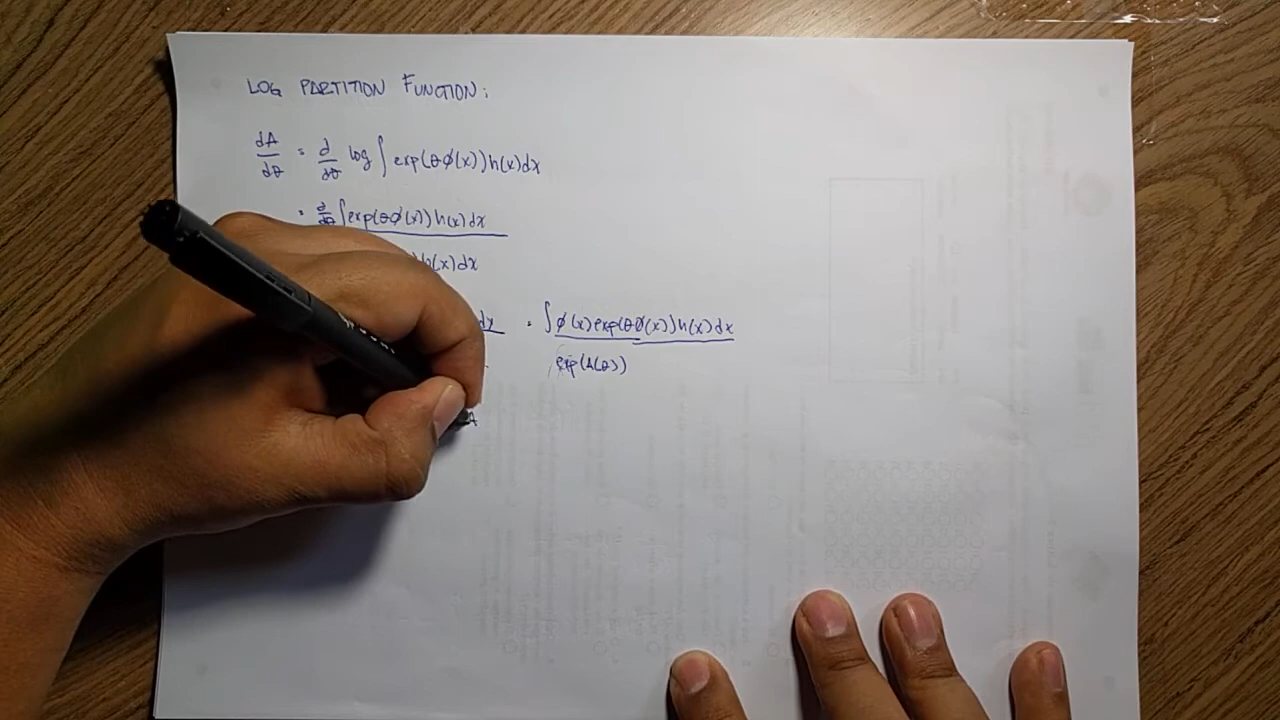 LOG PARTITION FUNCTION:
dA/dθ = d/dθ log ∫ exp(θφ(x))h(x)dx
= d/dθ ∫exp(θφ(x))h(x)dx
h(x)dx
dx = ∫φ(x)exp(θφ(x))h(x)dx
exp(A(θ))